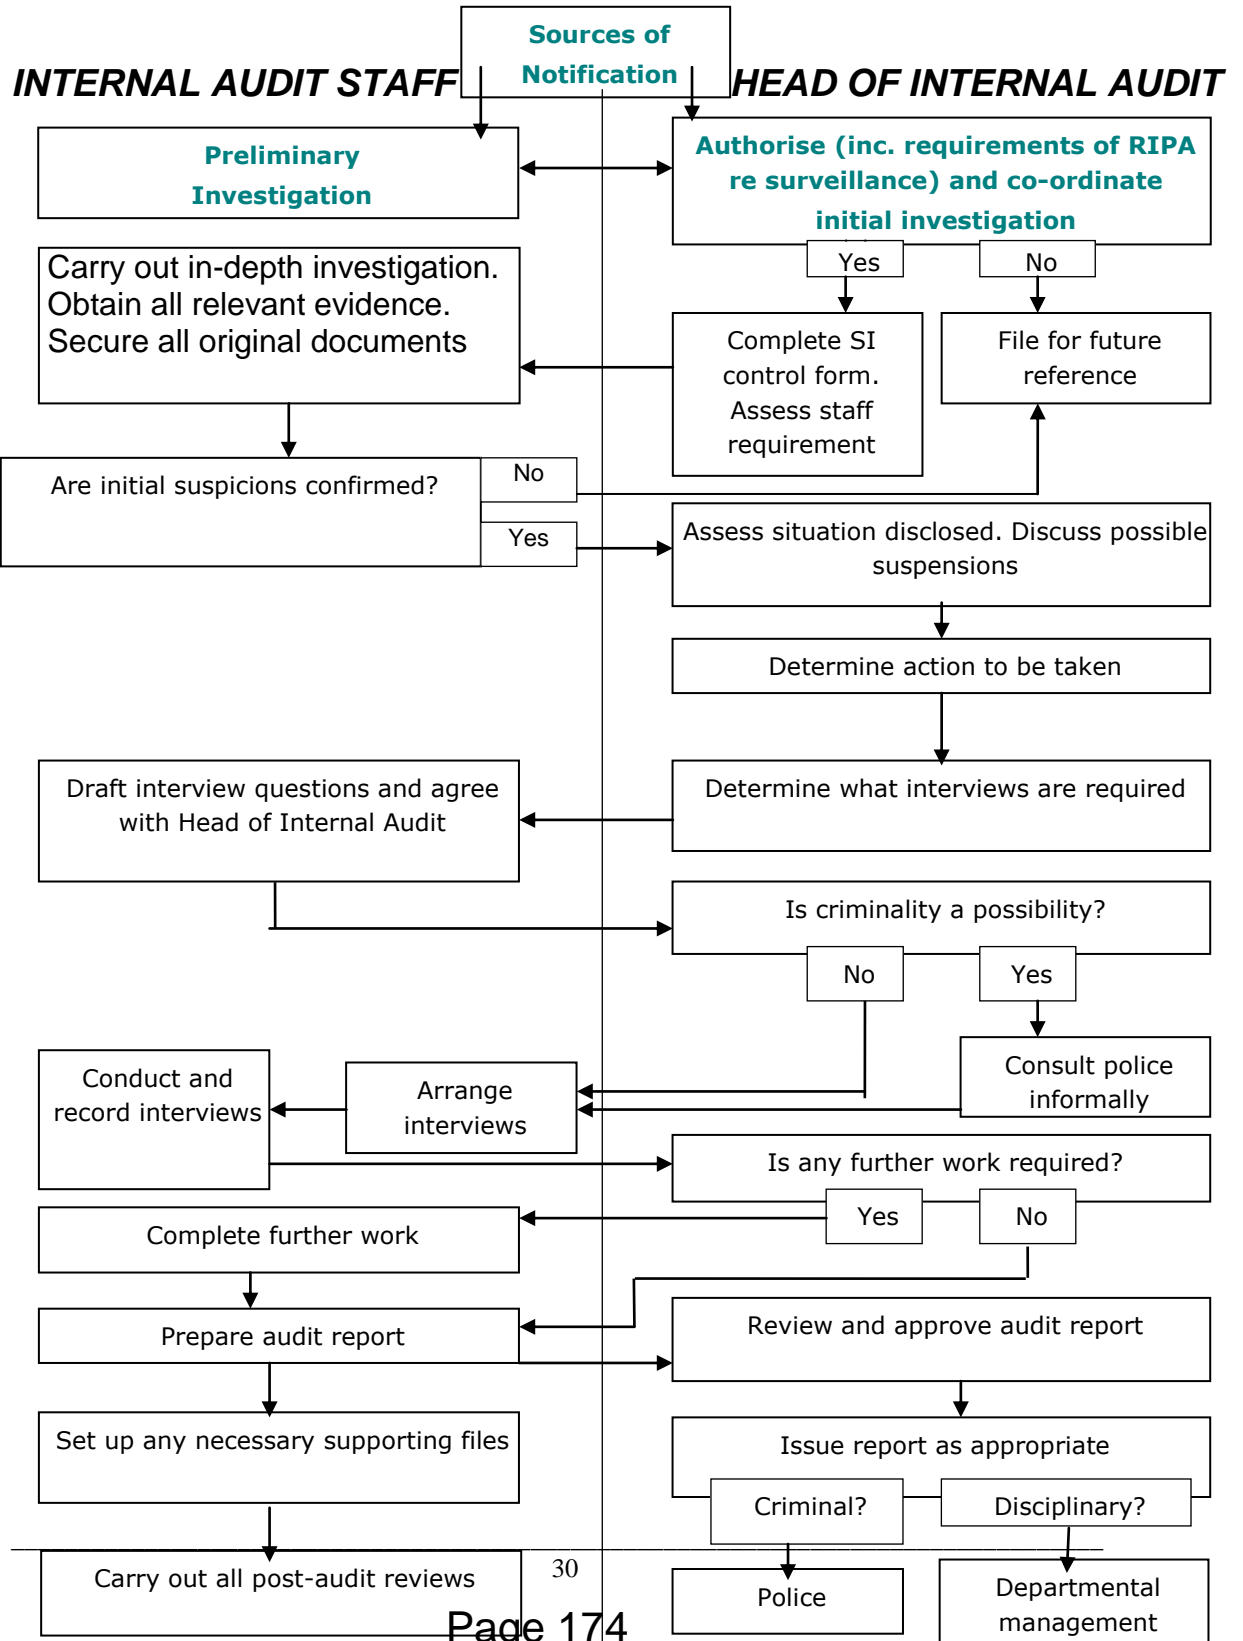 Sources of
Notification
INTERNAL AUDIT STAFF
HEAD OF INTERNAL AUDIT
Preliminary
Investigation
Authorise (inc. requirements of RIPA
re surveillance) and co-ordinate
initial investigation
Yes
No
Carry out in-depth investigation.
Obtain all relevant evidence.
Secure all original documents
Complete SI
control form.
Assess staff
requirement
File for future
reference
Are initial suspicions confirmed?
No
Yes
Assess situation disclosed. Discuss possible
suspensions
Determine action to be taken
Draft interview questions and agree
with Head of Internal Audit
Determine what interviews are required
Is criminality a possibility?
No
Yes
Conduct and
record interviews
Arrange
interviews
Consult police
informally
Is any further work required?
Yes
No
Complete further work
Prepare audit report
Review and approve audit report
Set up any necessary supporting files
Issue report as appropriate
Criminal?
Disciplinary?
Carry out all post-audit reviews
30
Police
Departmental
management
Page 174